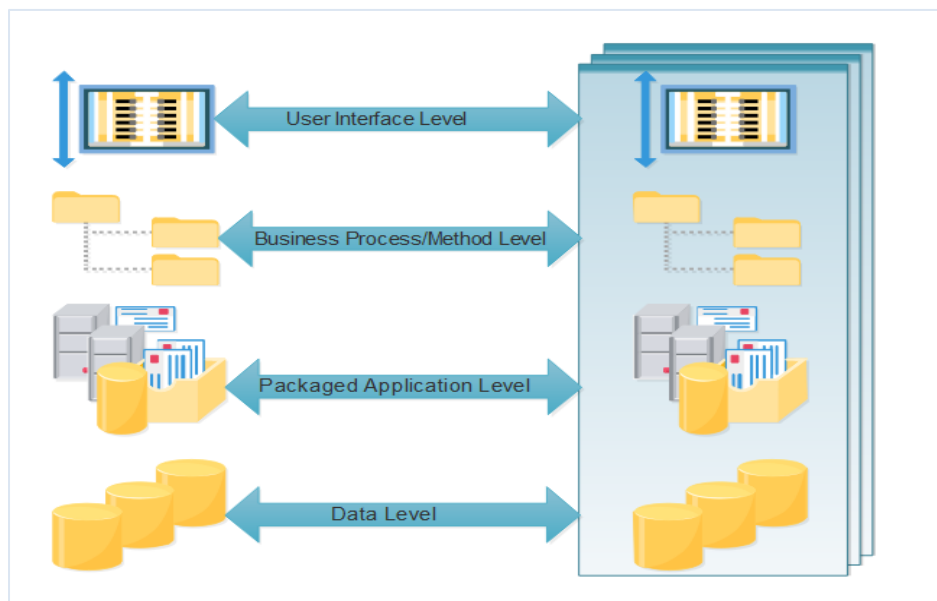 User Interface Level
Business Process/Method Level
Packaged Application Level
Data Level